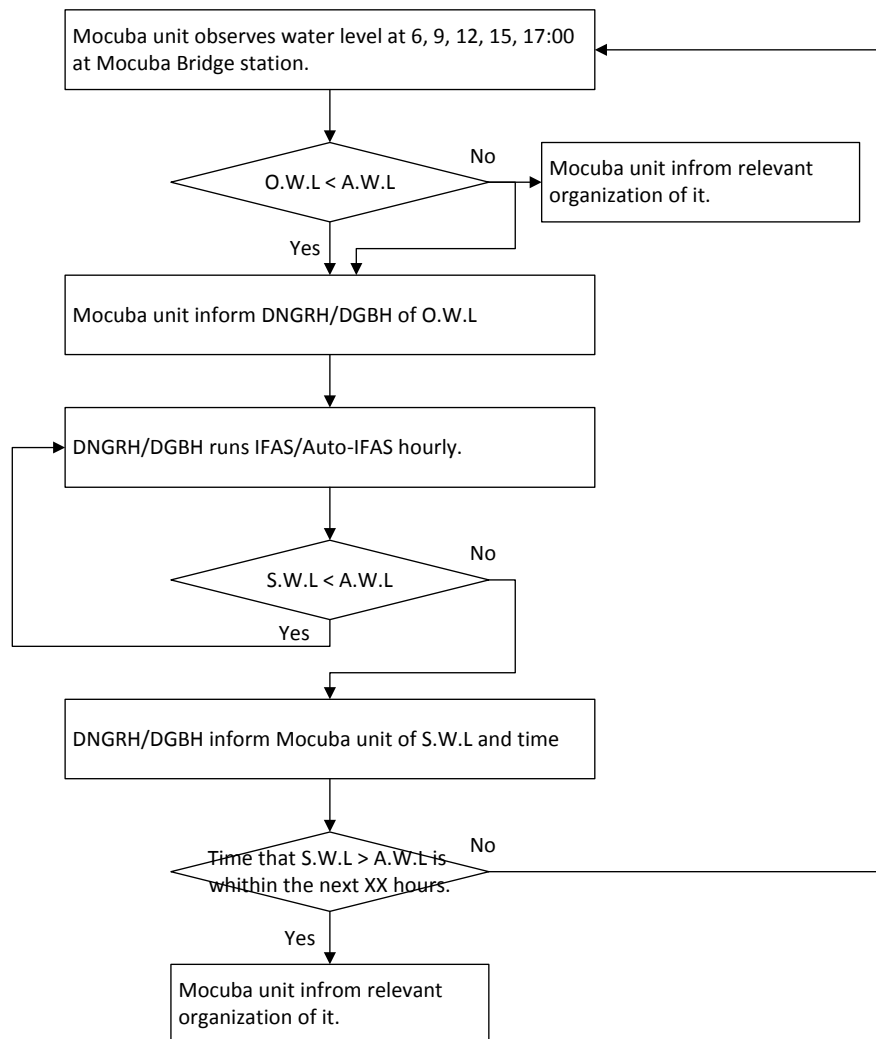 Mocuba unit observes water level at 6, 9, 12, 15, 17:00
at Mocuba Bridge station.
O.W.L < A.W.L
No
Mocuba unit infrom relevant
organization of it.
Yes
Mocuba unit inform DNGRH/DGBH of O.W.L
DNGRH/DGBH runs IFAS/Auto-IFAS hourly.
S.W.L < A.W.L
No
Yes
DNGRH/DGBH inform Mocuba unit of S.W.L and time
Time that S.W.L > A.W.L is
whithin the next XX hours.
No
Yes
Mocuba unit infrom relevant
organization of it.